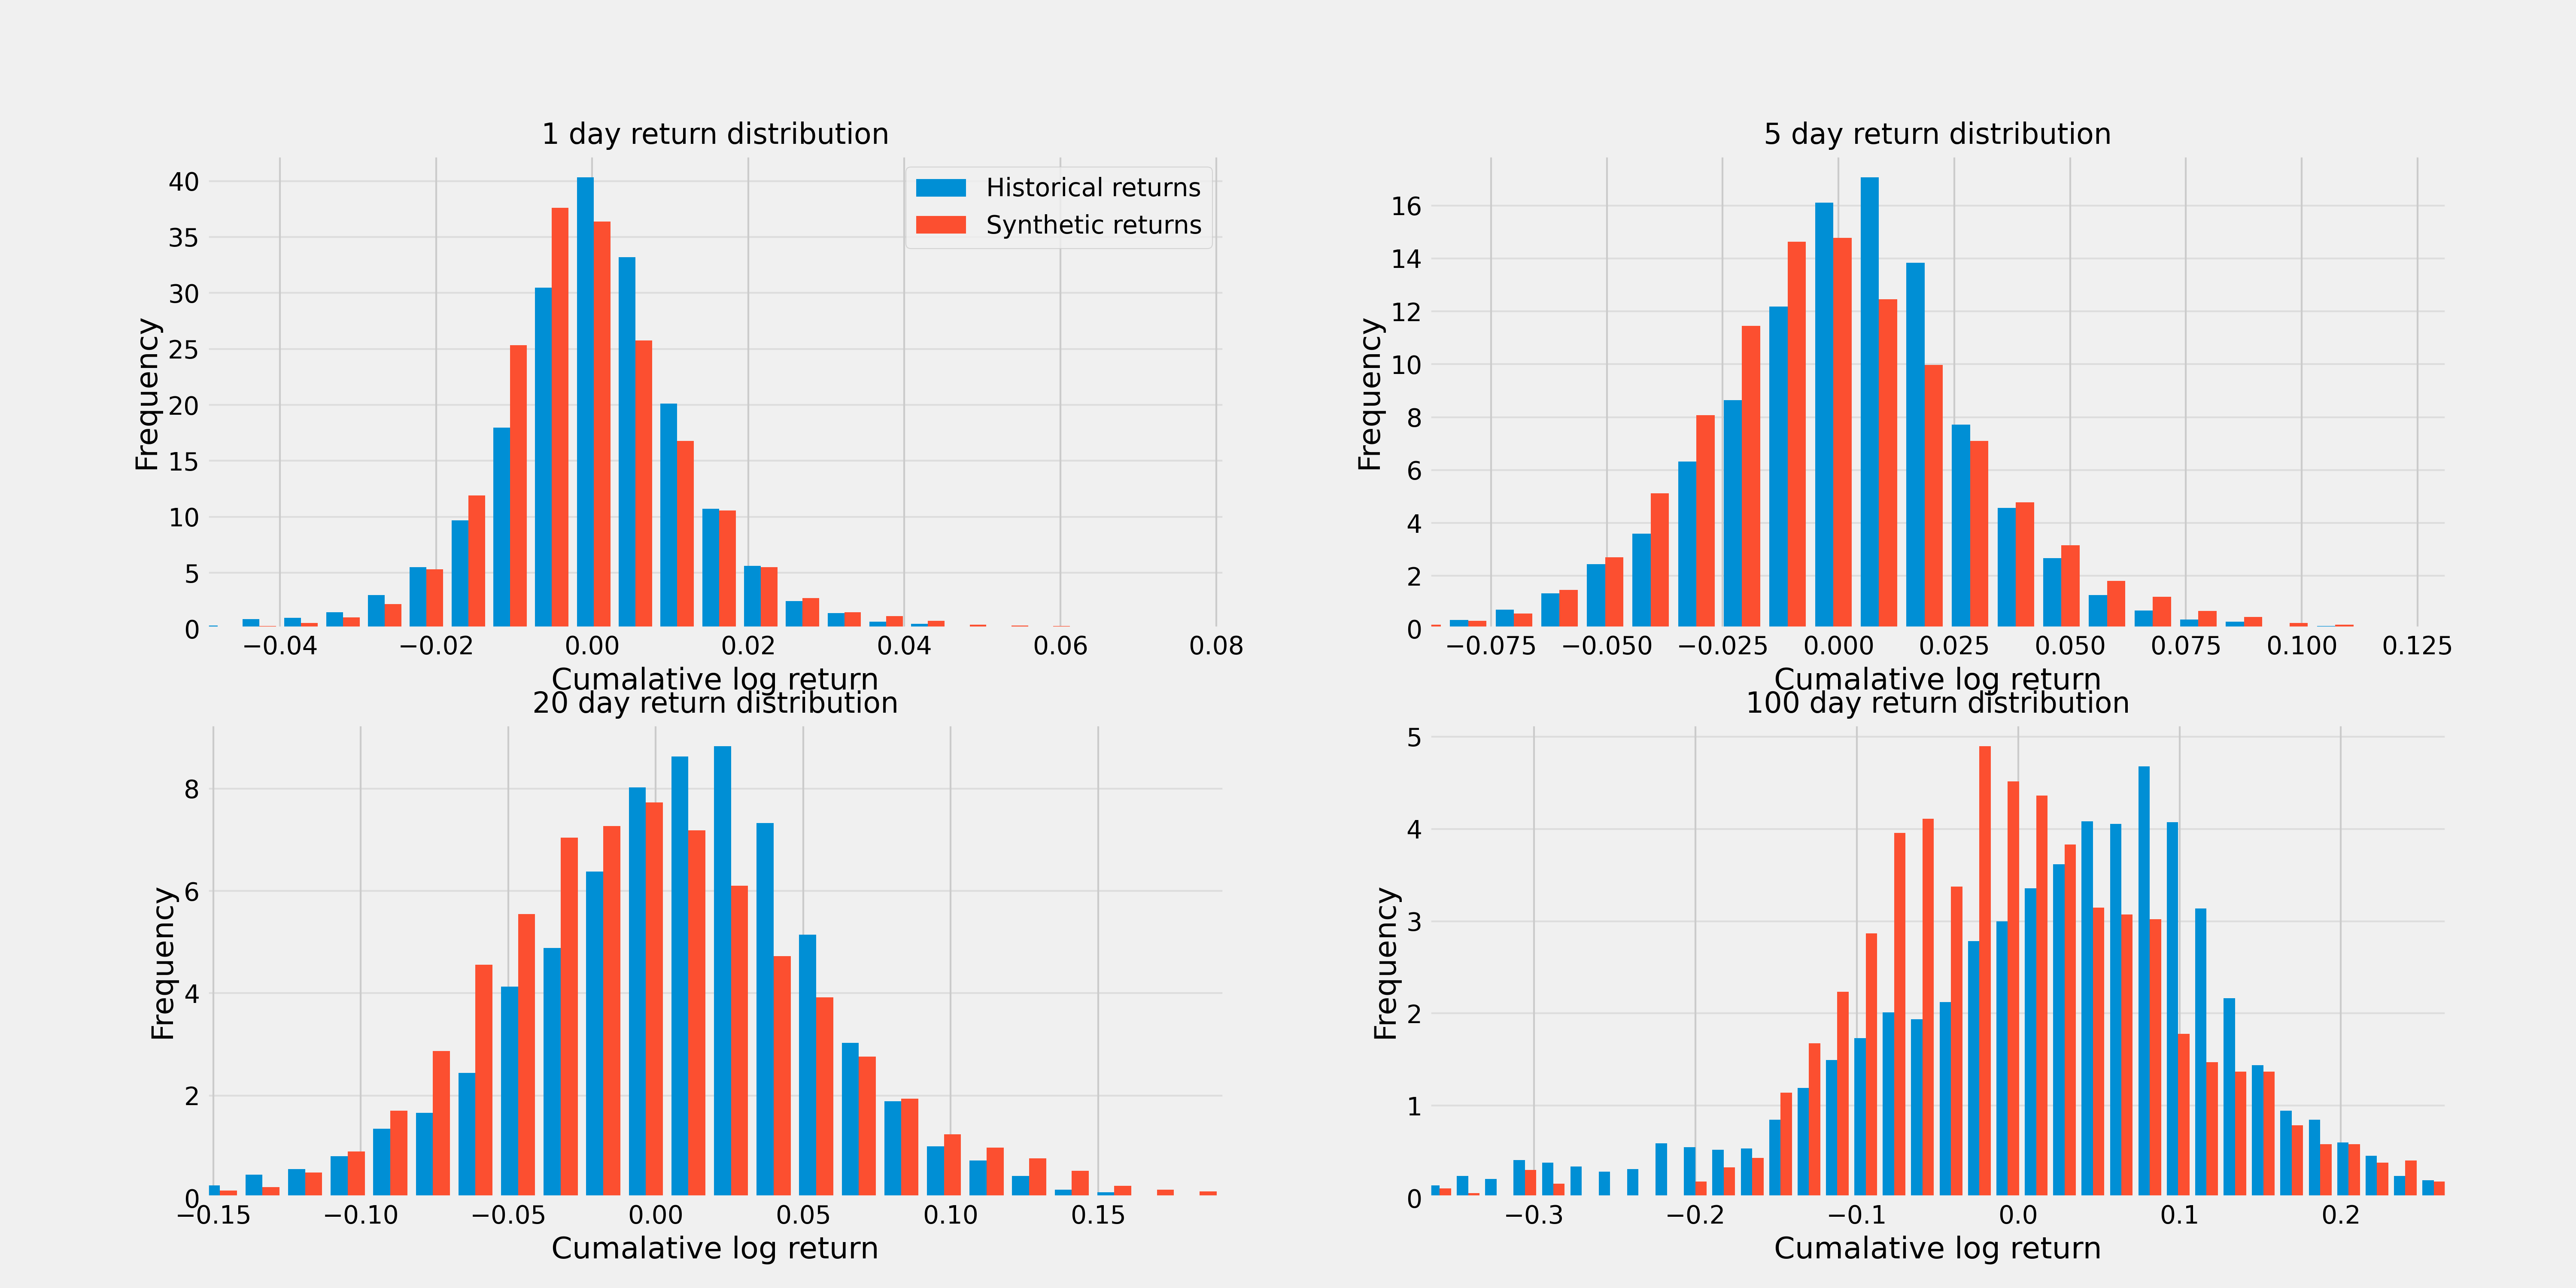 1 day return distribution
Historical returns
Synthetic returns
Frequency
40
35
30
25
20
15
10
5
0
−0.04 −0.02 0.00 0.02 0.04 0.06 0.08
Cumalative log return
5 day return distribution
Frequency
16
14
12
10
8
6
4
2
0
−0.075 −0.050 −0.025 0.000 0.025 0.050 0.075 0.100 0.125
Cumalative log return
20 day return distribution
Frequency
8
6
4
2
0
−0.15 −0.10 −0.05 0.00 0.05 0.10 0.15
Cumalative log return
100 day return distribution
Frequency
5
4
3
2
1
0
−0.3 −0.2 −0.1 0.0 0.1 0.2
Cumalative log return